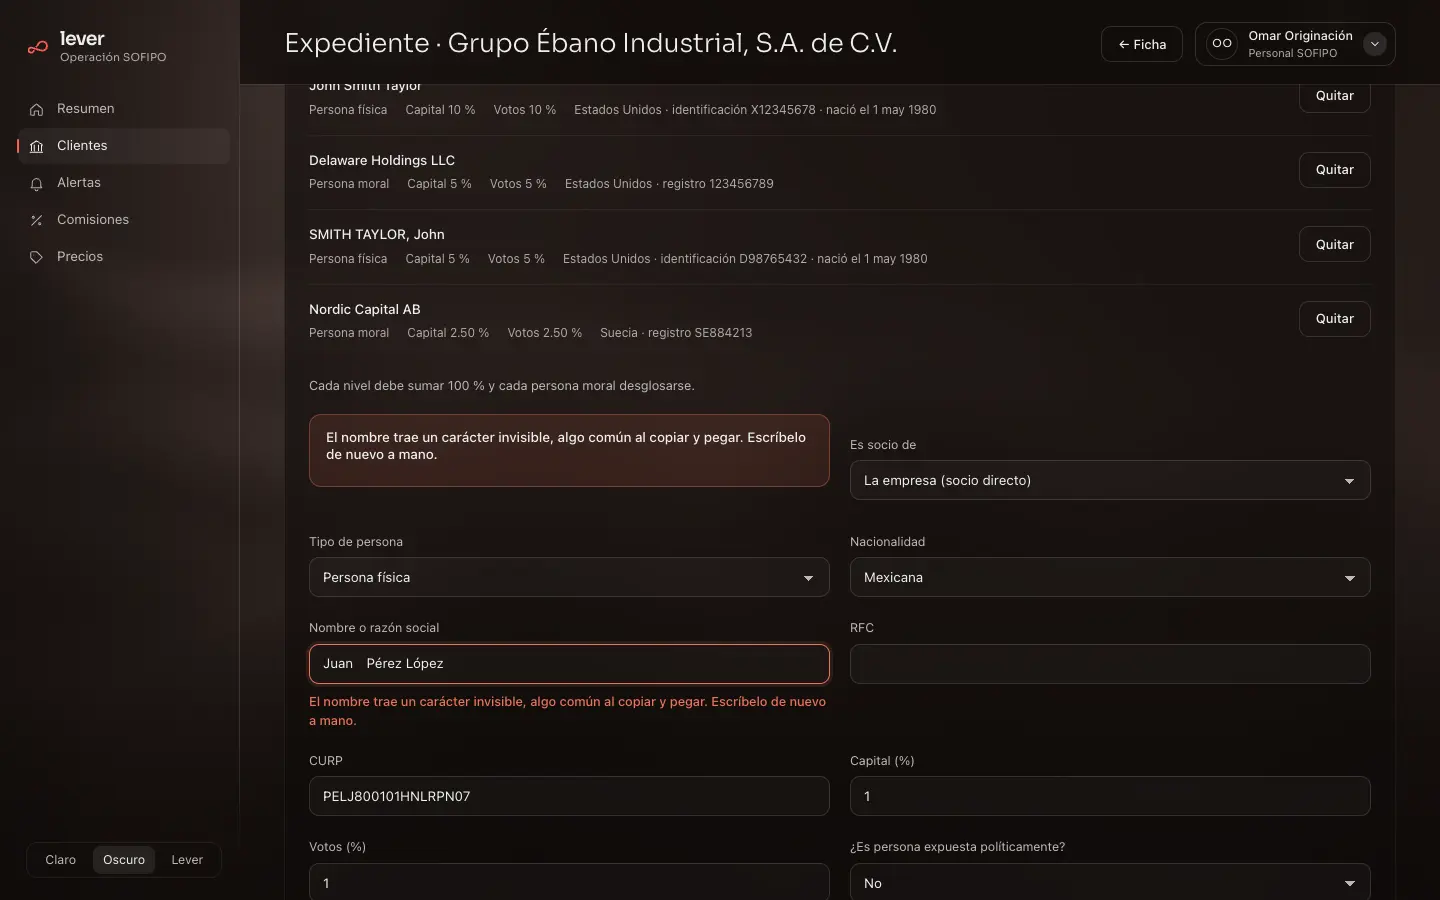 lever
Operación SOFIPO
Resumen
Clientes
Alertas
Comisiones
Precios
Claro Oscuro Lever
Expediente · Grupo Ébano Industrial, S.A. de C.V.
← Ficha
OO
Omar Originación
Personal SOFIPO
John Smith Taylor
Persona física Capital 10 % Votos 10 % Estados Unidos · identificación X12345678 · nació el 1 may 1980
Quitar
Delaware Holdings LLC
Persona moral Capital 5 % Votos 5 % Estados Unidos · registro 123456789
Quitar
SMITH TAYLOR, John
Persona física Capital 5 % Votos 5 % Estados Unidos · identificación D98765432 · nació el 1 may 1980
Quitar
Nordic Capital AB
Persona moral Capital 2.50 % Votos 2.50 % Suecia · registro SE884213
Quitar
Cada nivel debe sumar 100 % y cada persona moral desglosarse.
El nombre trae un carácter invisible, algo común al copiar y pegar. Escríbelo
de nuevo a mano.
Es socio de
La empresa (socio directo)
Tipo de persona
Persona física
Nacionalidad
Mexicana
Nombre o razón social
Juan Pérez López
El nombre trae un carácter invisible, algo común al copiar y pegar. Escríbelo de nuevo
a mano.
RFC
CURP
PELJ800101HNLRPN07
Capital (%)
1
Votos (%)
1
¿Es persona expuesta políticamente?
No